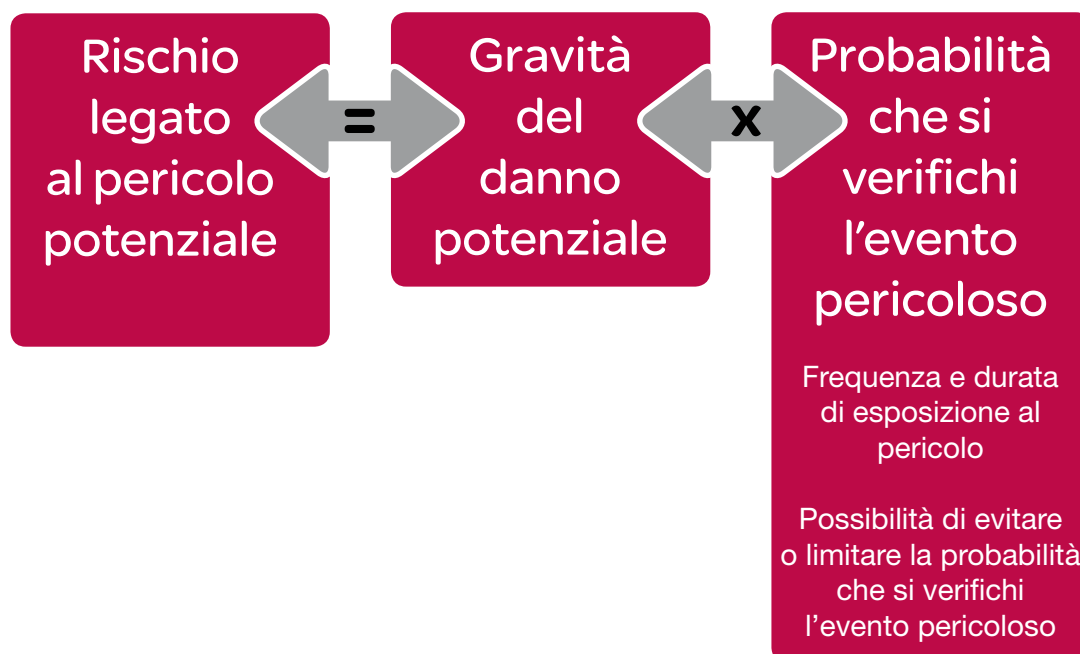 Rischio
legato
al pericolo
potenziale
=
Gravità
del
danno
potenziale
x
Probabilità
che si
verifichi
l'evento
pericoloso
Frequenza e durata
di esposizione al
pericolo
Possibilità di evitare
o limitare la probabilità
che si verifichi
l'evento pericoloso